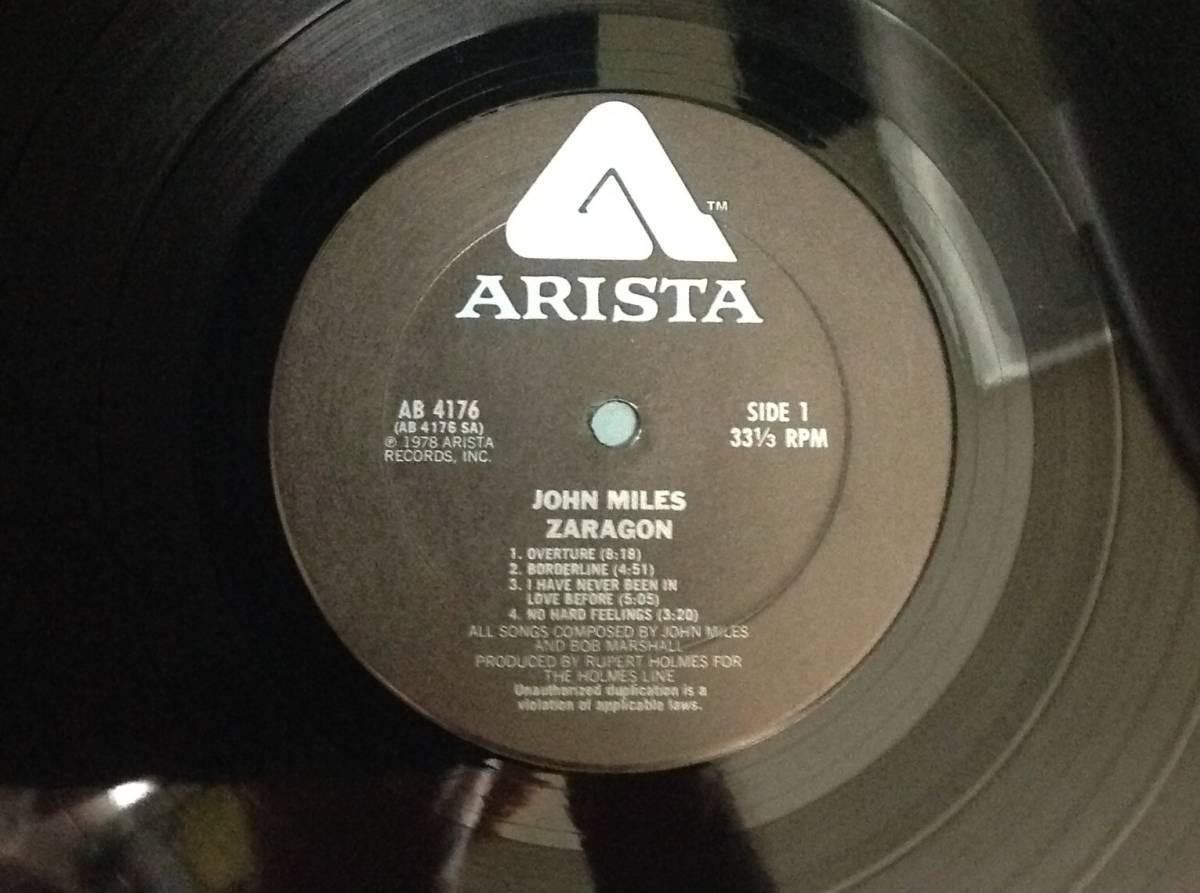 TM
ARISTA
AB 4176
(AB 4176 SA)
℗ 1978 ARISTA
RECORDS, INC.
SIDE 1
33⅓ RPM
JOHN MILES
ZARAGON
1. OVERTURE (8:18)
2. BORDERLINE (4:51)
3. I HAVE NEVER BEEN IN
LOVE BEFORE (5:05)
4. NO HARD FEELINGS (3:20)
ALL SONGS COMPOSED BY JOHN MILES
AND BOB MARSHALL
PRODUCED BY RUPERT HOLMES FOR
THE HOLMES LINE
Unauthorized duplication is a
violation of applicable laws.